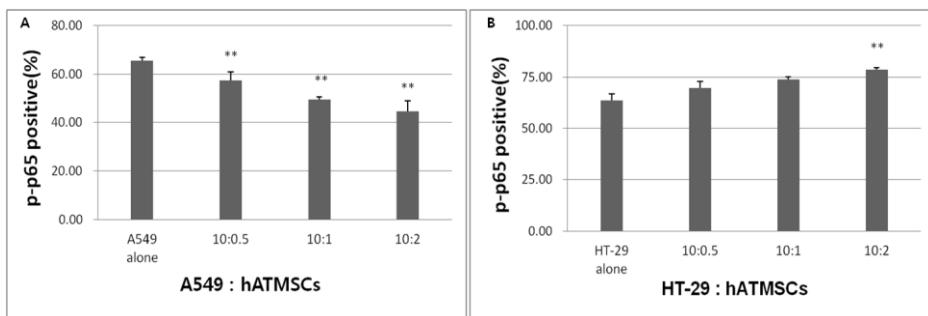 A
80.00
60.00
40.00
20.00
0.00
p-p65 positive(%)
**
**
**
A549
alone
10:0.5
10:1
10:2
A549 : hATMSCs
B
100.00
75.00
50.00
25.00
0.00
p-p65 positive(%)
**
HT-29
alone
10:0.5
10:1
10:2
HT-29 : hATMSCs